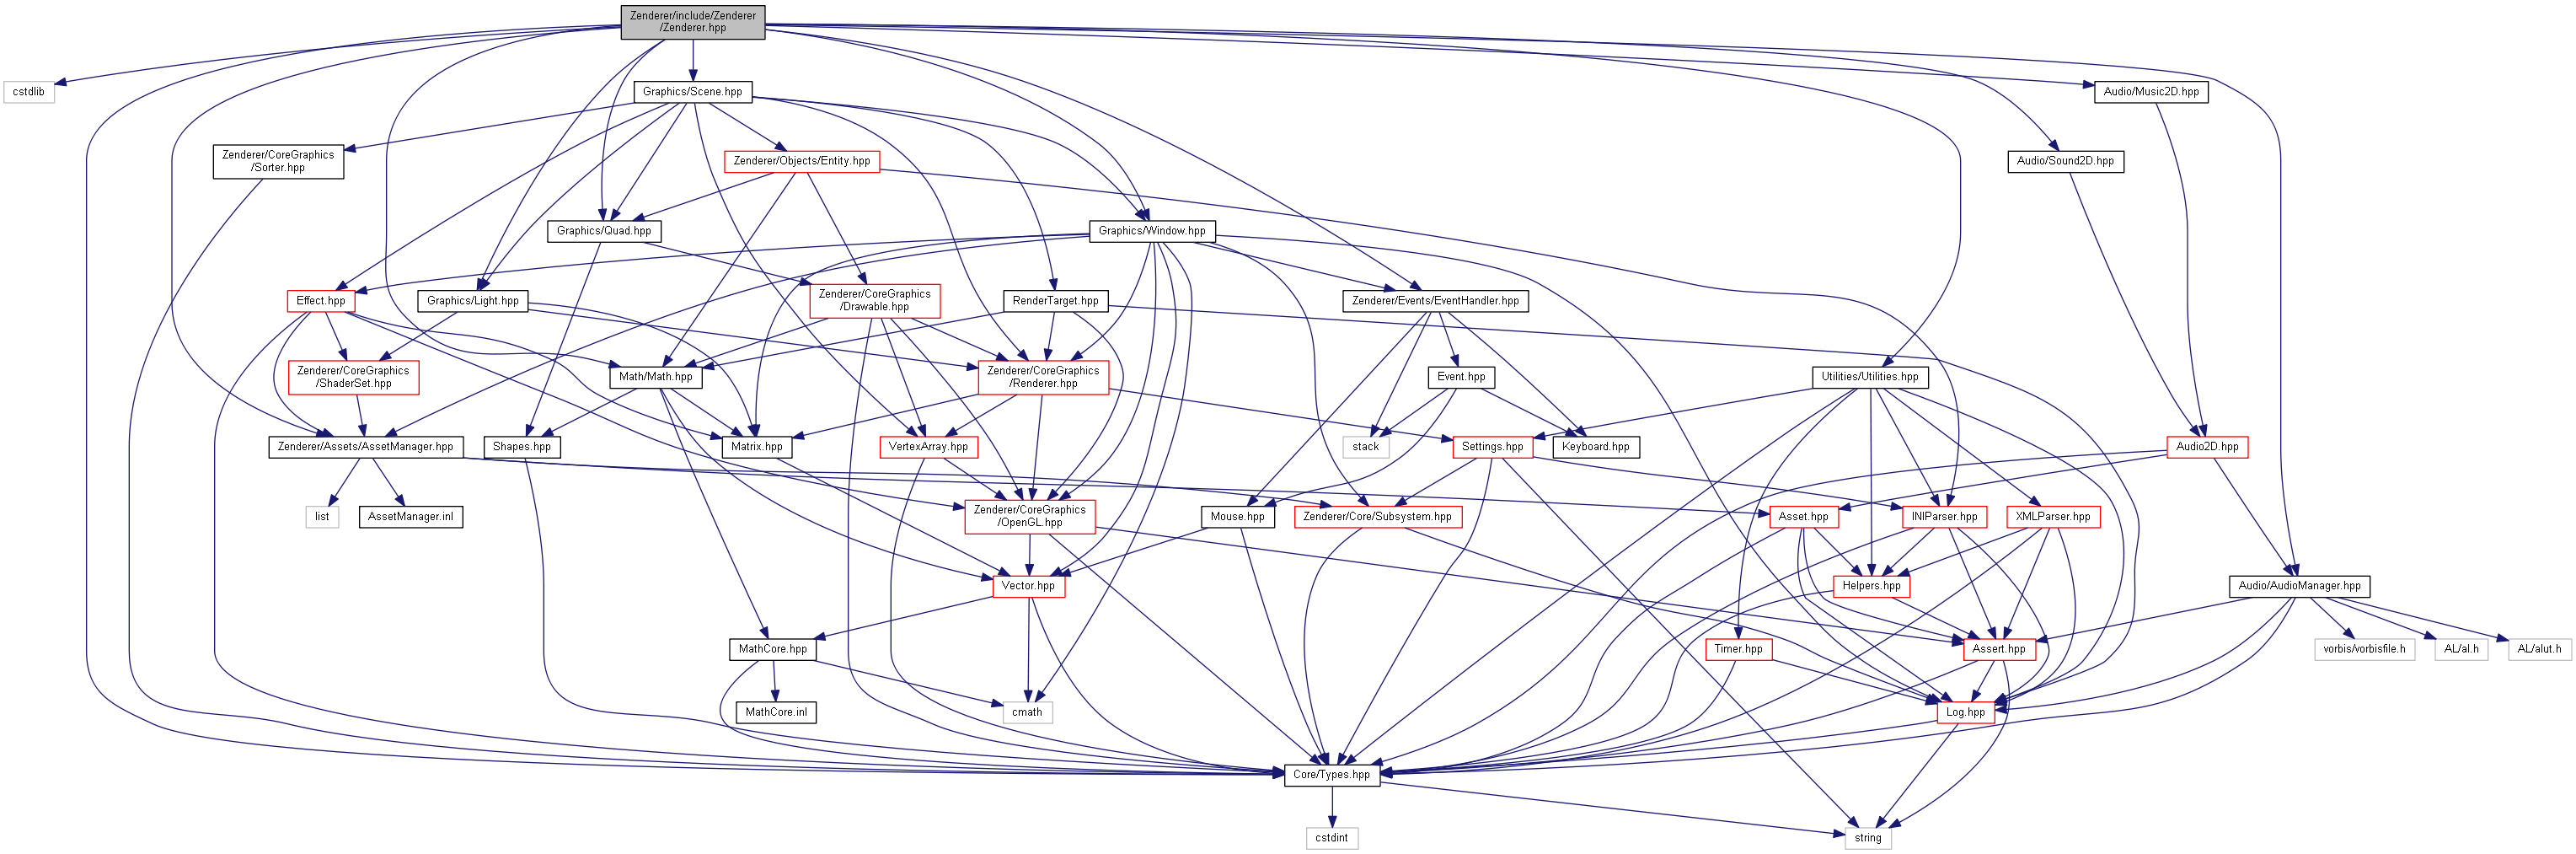 Zenderer/include/Zenderer
/Zenderer.hpp
cstdlib
Graphics/Scene.hpp
Audio/Music2D.hpp
Zenderer/CoreGraphics
/Sorter.hpp
Zenderer/Objects/Entity.hpp
Audio/Sound2D.hpp
Graphics/Quad.hpp
Graphics/Window.hpp
Effect.hpp
Graphics/Light.hpp
Zenderer/CoreGraphics
/Drawable.hpp
RenderTarget.hpp
Zenderer/Events/EventHandler.hpp
Zenderer/CoreGraphics
/ShaderSet.hpp
Math/Math.hpp
Zenderer/CoreGraphics
/Renderer.hpp
Event.hpp
Utilities/Utilities.hpp
Zenderer/Assets/AssetManager.hpp
Shapes.hpp
Matrix.hpp
VertexArray.hpp
stack
Settings.hpp
Keyboard.hpp
Audio2D.hpp
list
AssetManager.inl
Zenderer/CoreGraphics
/OpenGL.hpp
Mouse.hpp
Zenderer/Core/Subsystem.hpp
Asset.hpp
INIParser.hpp
XMLParser.hpp
Vector.hpp
Helpers.hpp
Audio/AudioManager.hpp
MathCore.hpp
Timer.hpp
Assert.hpp
vorbis/vorbisfile.h
AL/al.h
AL/alut.h
MathCore.inl
cmath
Log.hpp
Core/Types.hpp
cstdint
string